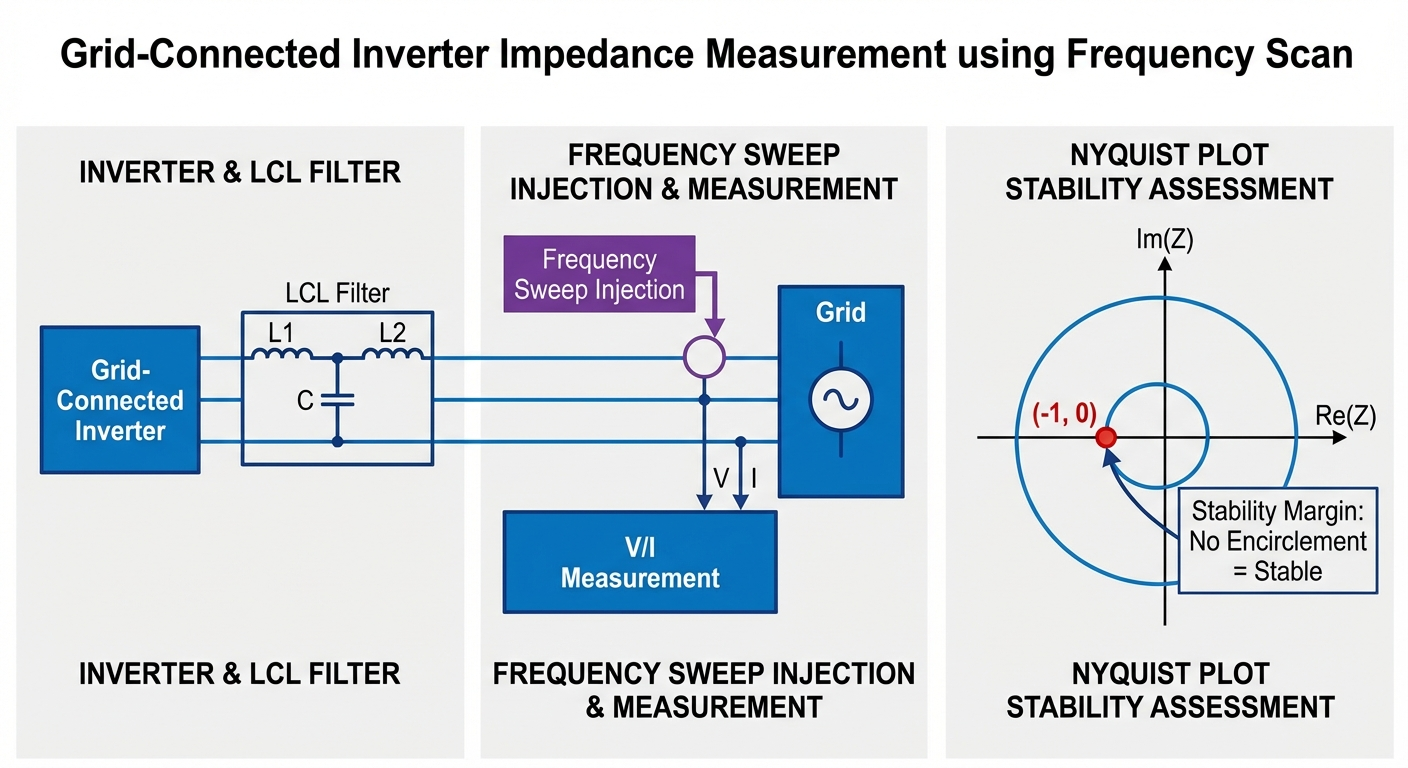 Grid-Connected Inverter Impedance Measurement using Frequency Scan
INVERTER & LCL FILTER
LCL Filter
L1
L2
C
Grid-
Connected
Inverter
INVERTER & LCL FILTER
FREQUENCY SWEEP
INJECTION & MEASUREMENT
Frequency
Sweep Injection
Grid
V
I
V/I
Measurement
FREQUENCY SWEEP INJECTION
& MEASUREMENT
NYQUIST PLOT
STABILITY ASSESSMENT
Im(Z)
(-1, 0)
Re(Z)
Stability Margin:
No Encirclement
= Stable
NYQUIST PLOT
STABILITY ASSESSMENT